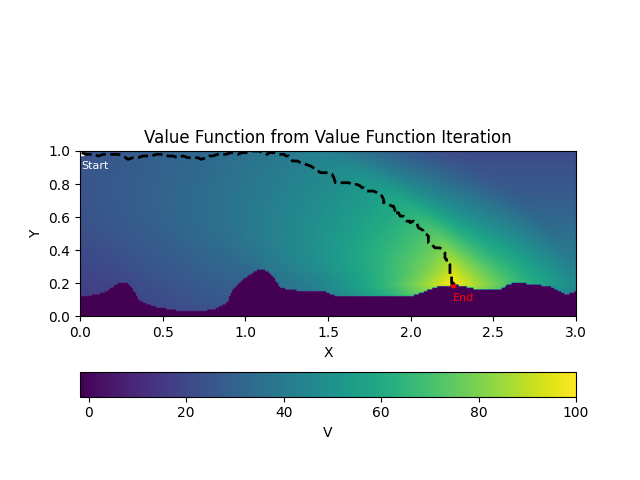 Value Function from Value Function Iteration
1.0
Start
0.8
0.6
Y
0.4
0.2
End
0.0
0.0 0.5 1.0 1.5 2.0 2.5 3.0
X
0 20 40 60 80 100
V